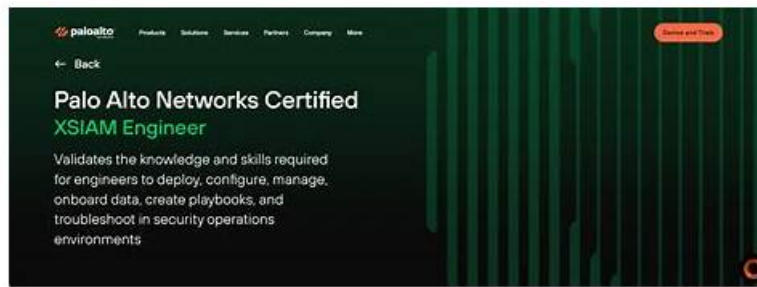 paloalto
Products Solutions Services Partners Company More
Demos and Trials
← Back
Palo Alto Networks Certified
XSIAM Engineer
Validates the knowledge and skills required
for engineers to deploy, configure, manage,
onboard data, create playbooks, and
troubleshoot in security operations
environments